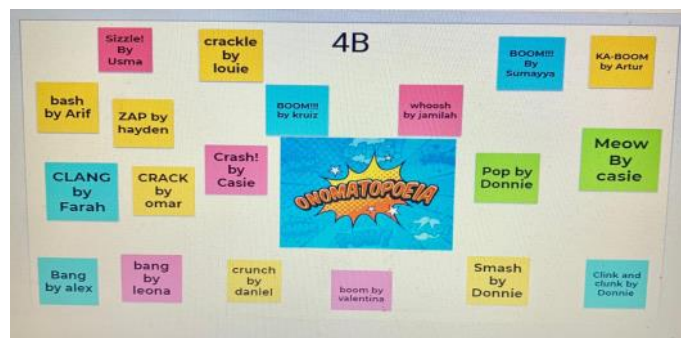 4B
Sizzle!
By
Usma
crackle
by
louie
BOOM!!!
By
Sumayya
KA-BOOM
by Artur
bash
by Arif
ZAP by
hayden
BOOM!!!
by kruiz
whoosh
by jamilah
CLANG
by
Farah
CRACK
by
omar
Crash!
by
Casie
ONOMATOPOEIA
Pop by
Donnie
Meow
By
casie
Bang
by alex
bang
by
leona
crunch
by
daniel
boom by
valentina
Smash
by
Donnie
Clink and
clunk by
Donnie